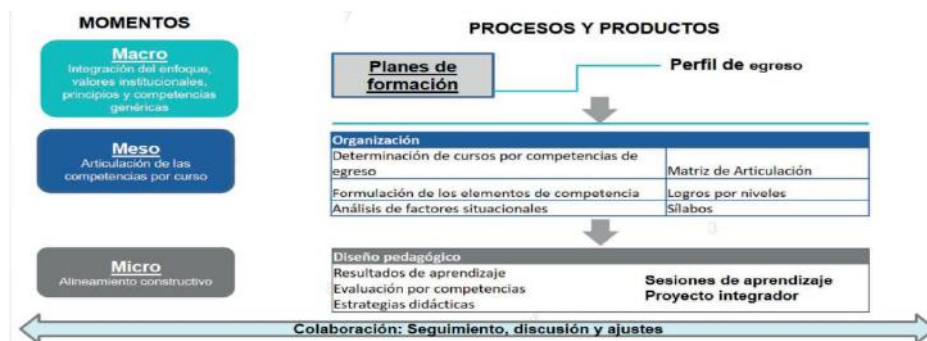 MOMENTOS
PROCESOS Y PRODUCTOS
Macro
Integración del enfoque,
valores institucionales,
principios y competencias
genéricas
Planes de
formación
Perfil de egreso
Meso
Articulación de las
competencias por curso
Organización
Determinación de cursos por competencias de
egreso
Matriz de Articulación
Formulación de los elementos de competencia
Logros por niveles
Análisis de factores situacionales
Sílabos
Micro
Alineamiento constructivo
Diseño pedagógico
Resultados de aprendizaje
Evaluación por competencias
Estrategias didácticas
Sesiones de aprendizaje
Proyecto integrador
Colaboración: Seguimiento, discusión y ajustes